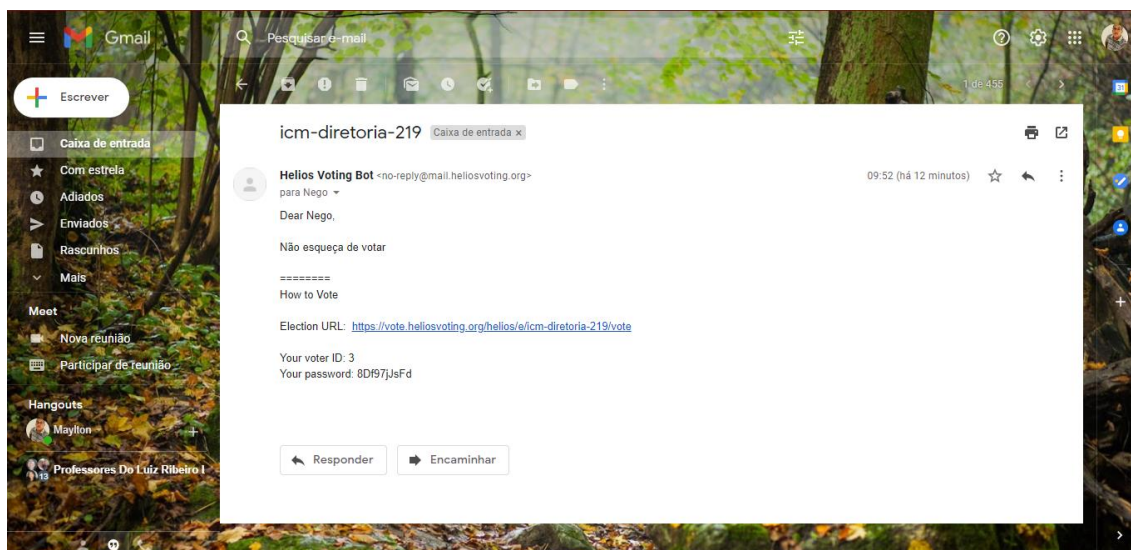 Gmail
Pesquisar e-mail
Escrever
1 de 455
Caixa de entrada
Com estrela
Adiados
Enviados
Rascunhos
Mais
Meet
Nova reunião
Participar de reunião
Hangouts
Maylton
Professores Do Luiz Ribeiro I
13
icm-diretoria-219 Caixa de entrada x
Helios Voting Bot <no-reply@mail.heliosvoting.org>
09:52 (há 12 minutos)
para Nego
Dear Nego,
Não esqueça de votar
========
How to Vote
Election URL: https://vote.heliosvoting.org/helios/e/icm-diretoria-219/vote
Your voter ID: 3
Your password: 8Df97jJsFd
Responder
Encaminhar
31